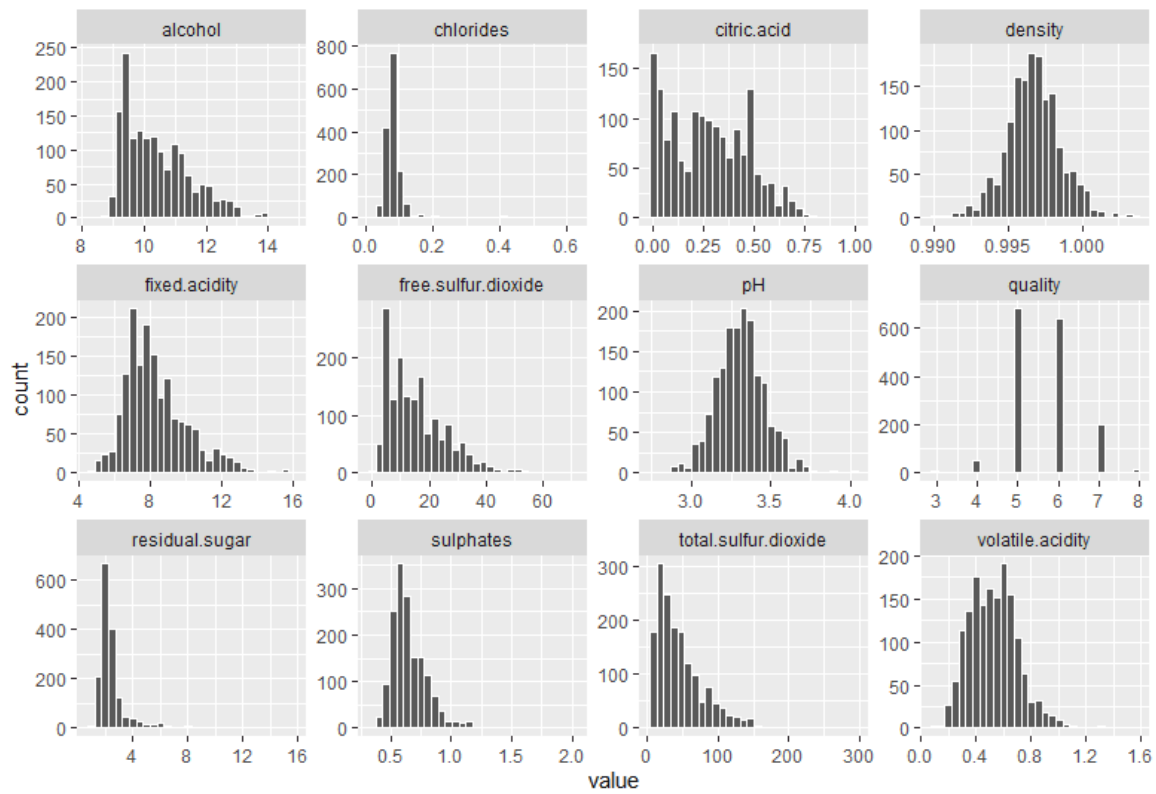 alcohol
chlorides
citric.acid
density
250
200
150
100
50
0
8 10 12 14
800
600
400
200
0
0.0 0.2 0.4 0.6
150
100
50
0
0.00 0.25 0.50 0.75 1.00
150
100
50
0
0.990 0.995 1.000
fixed.acidity
free.sulfur.dioxide
pH
quality
200
150
100
50
0
4 8 12 16
200
100
0
0 20 40 60
200
150
100
50
0
3.0 3.5 4.0
600
400
200
0
3 4 5 6 7 8
residual.sugar
sulphates
total.sulfur.dioxide
volatile.acidity
600
400
200
0
4 8 12 16
300
200
100
0
0.5 1.0 1.5 2.0
300
200
100
0
0 100 200 300
200
150
100
50
0
0.0 0.4 0.8 1.2 1.6
count
value